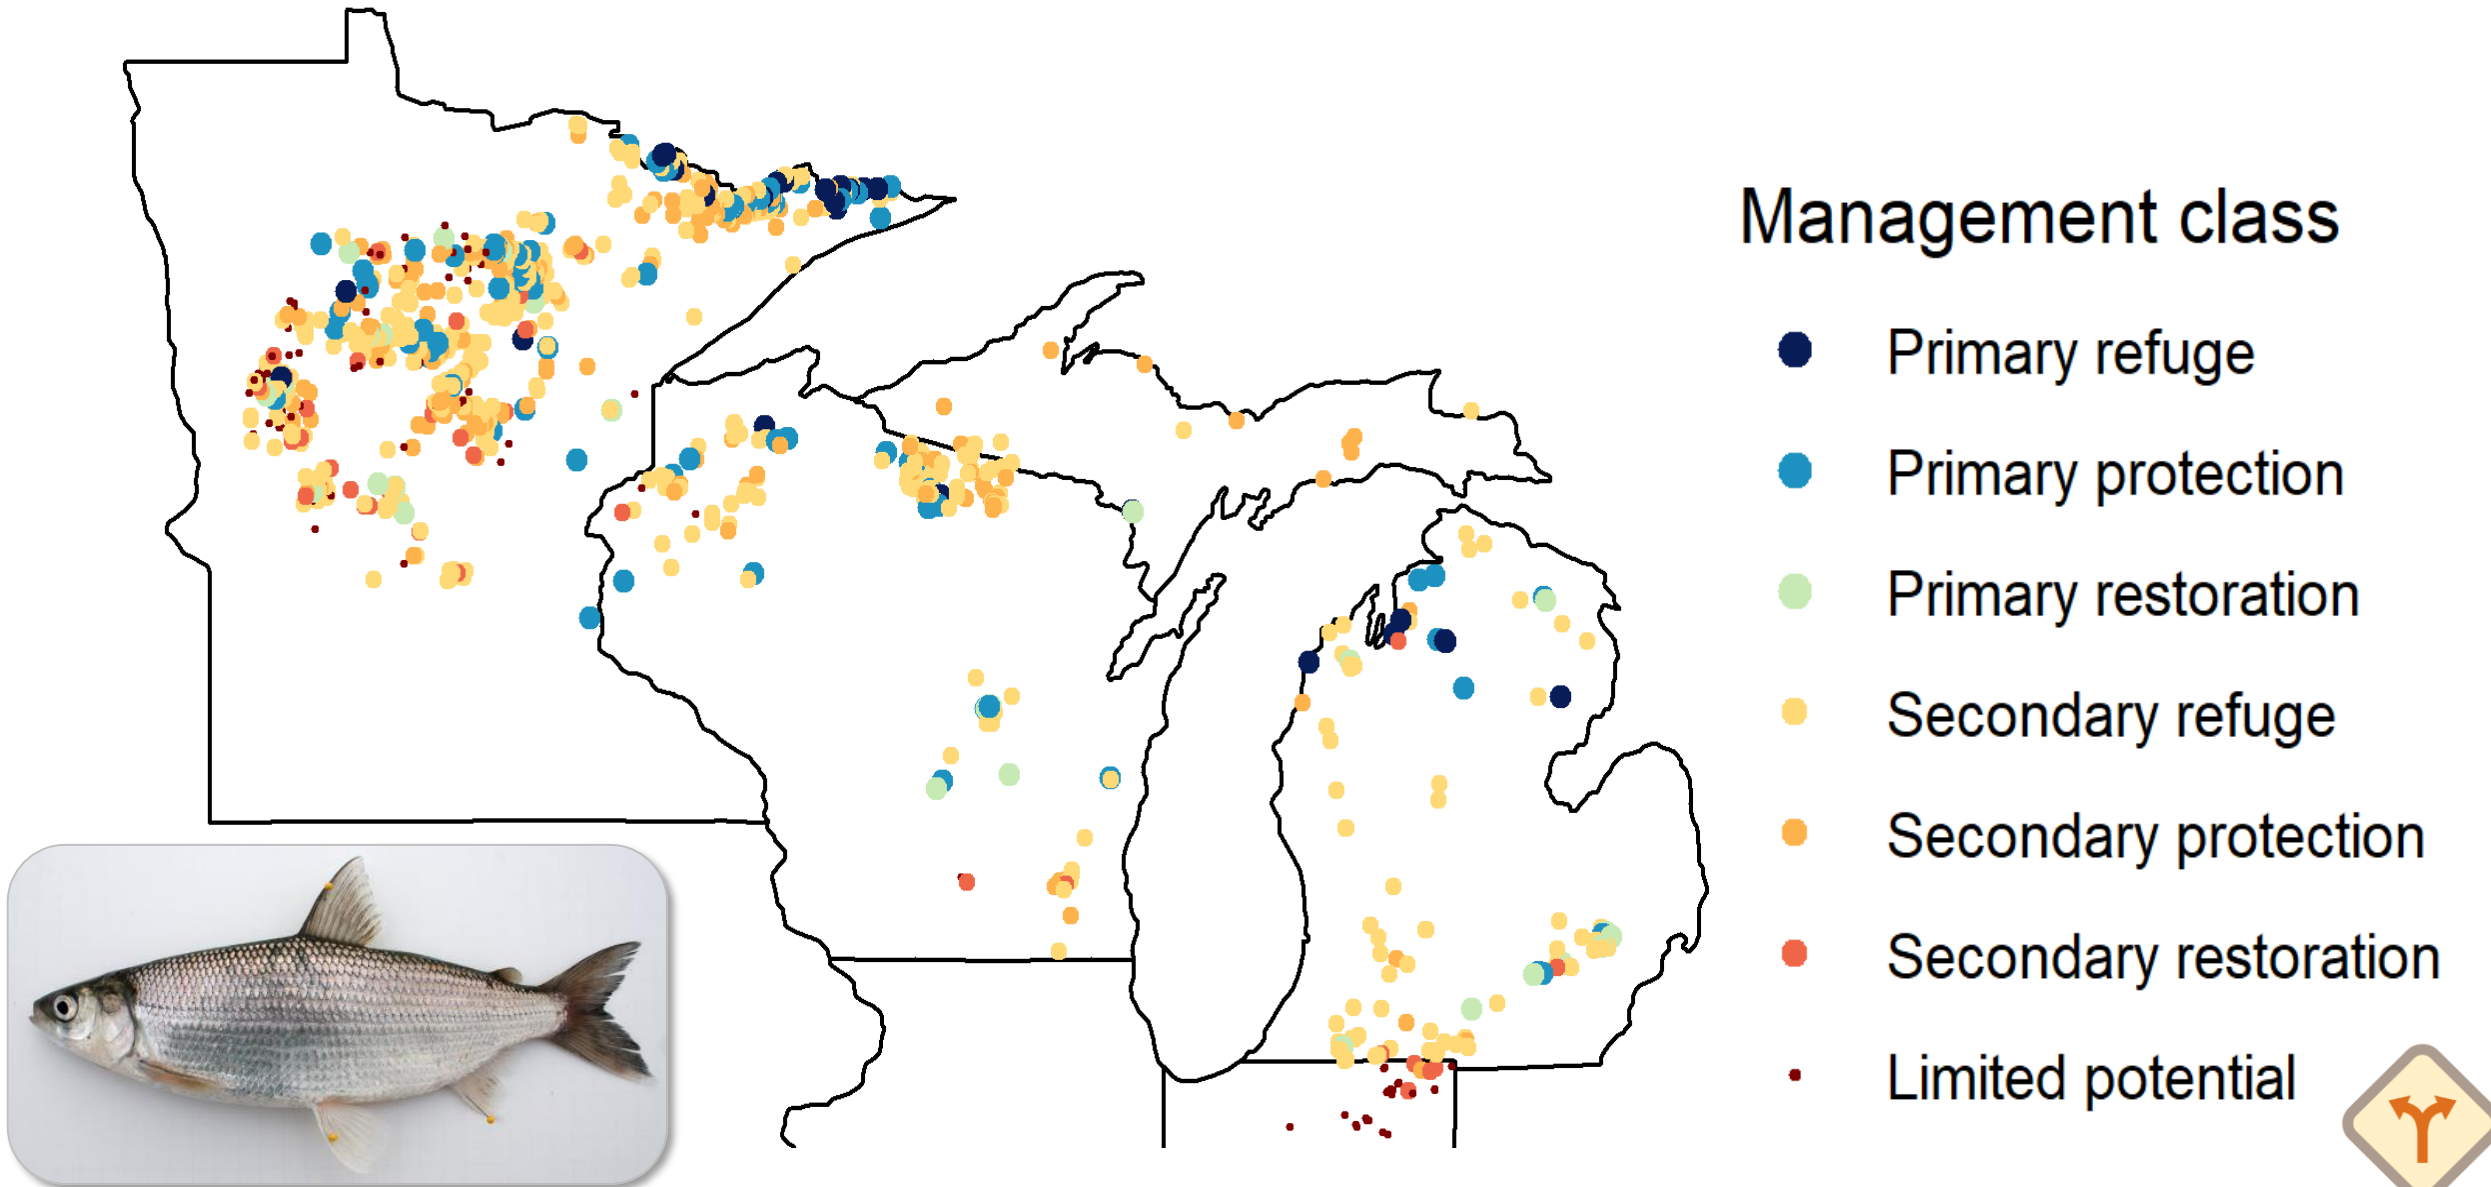 Management class
Primary refuge
Primary protection
Primary restoration
Secondary refuge
Secondary protection
Secondary restoration
Limited potential